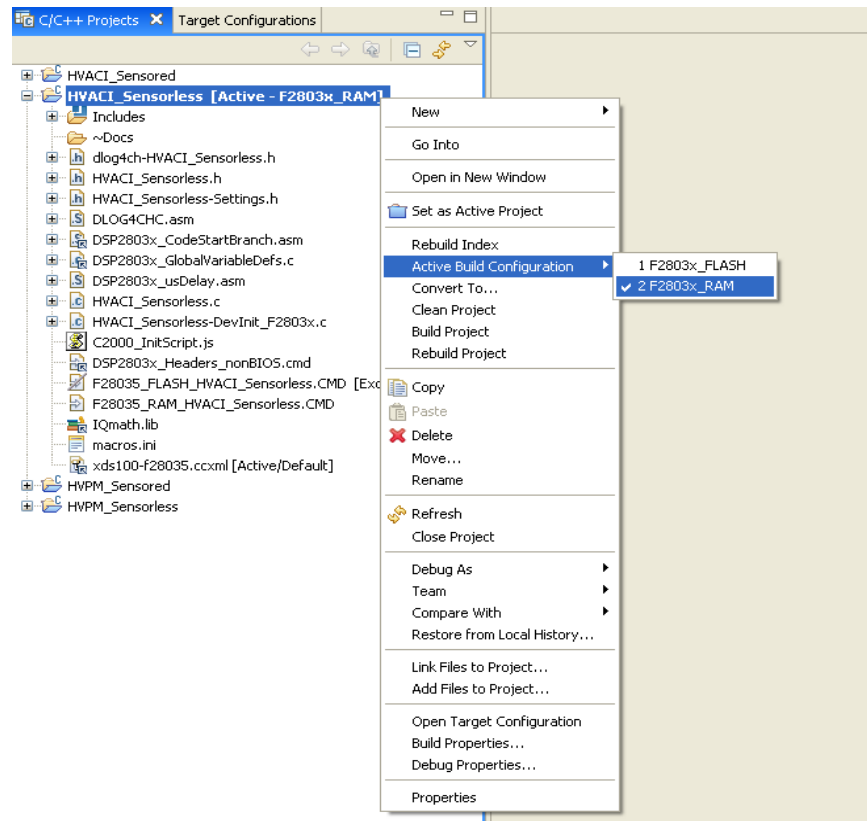 C/C++ Projects Target Configurations
HVACI_Sensored
HVACI_Sensorless [Active - F2803x_RAM]
Includes
~Docs
dlog4ch-HVACI_Sensorless.h
HVACI_Sensorless.h
HVACI_Sensorless-Settings.h
DLOG4CHC.asm
DSP2803x_CodeStartBranch.asm
DSP2803x_GlobalVariableDefs.c
DSP2803x_usDelay.asm
HVACI_Sensorless.c
HVACI_Sensorless-DevInit_F2803x.c
C2000_InitScript.js
DSP2803x_Headers_nonBIOS.cmd
F28035_FLASH_HVACI_Sensorless.CMD [Exc
F28035_RAM_HVACI_Sensorless.CMD
IQmath.lib
macros.ini
xds100-f28035.ccxml [Active/Default]
HVPM_Sensored
HVPM_Sensorless
New
Go Into
Open in New Window
Set as Active Project
Rebuild Index
Active Build Configuration
Convert To...
Clean Project
Build Project
Rebuild Project
Copy
Paste
Delete
Move...
Rename
Refresh
Close Project
Debug As
Team
Compare With
Restore from Local History...
Link Files to Project...
Add Files to Project...
Open Target Configuration
Build Properties...
Debug Properties...
Properties
1 F2803x_FLASH
2 F2803x_RAM